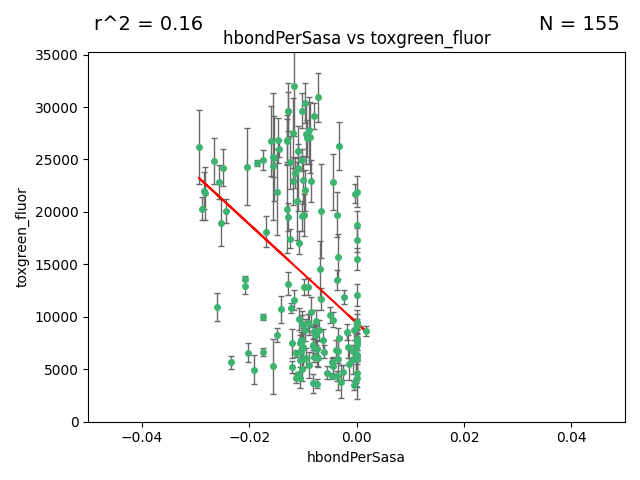 r^2 = 0.16
N = 155
hbondPerSasa vs toxgreen_fluor
35000
30000
25000
20000
15000
10000
5000
0
toxgreen_fluor
−0.04
−0.02
0.00
0.02
0.04
hbondPerSasa